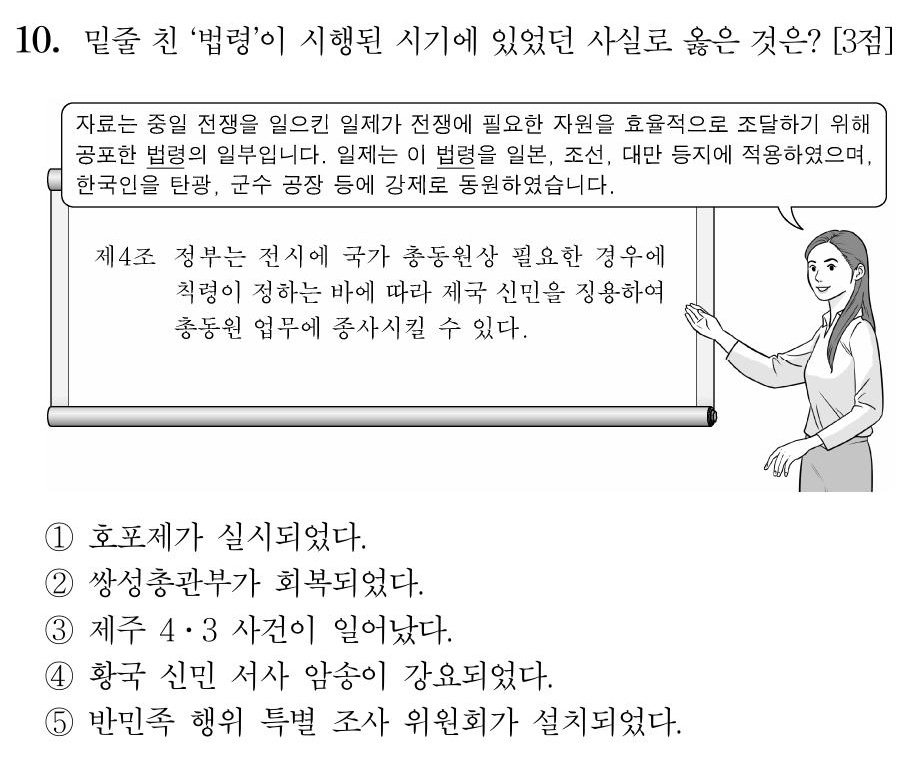 10. 밑줄 친 ‘법령’이 시행된 시기에 있었던 사실로 옳은 것은? [3점]
자료는 중일 전쟁을 일으킨 일제가 전쟁에 필요한 자원을 효율적으로 조달하기 위해
공포한 법령의 일부입니다. 일제는 이 법령을 일본, 조선, 대만 등지에 적용하였으며,
한국인을 탄광, 군수 공장 등에 강제로 동원하였습니다.
제4조 정부는 전시에 국가 총동원상 필요한 경우에
칙령이 정하는 바에 따라 제국 신민을 징용하여
총동원 업무에 종사시킬 수 있다.
① 호포제가 실시되었다.
② 쌍성총관부가 회복되었다.
③ 제주 4·3 사건이 일어났다.
④ 황국 신민 서사 암송이 강요되었다.
⑤ 반민족 행위 특별 조사 위원회가 설치되었다.